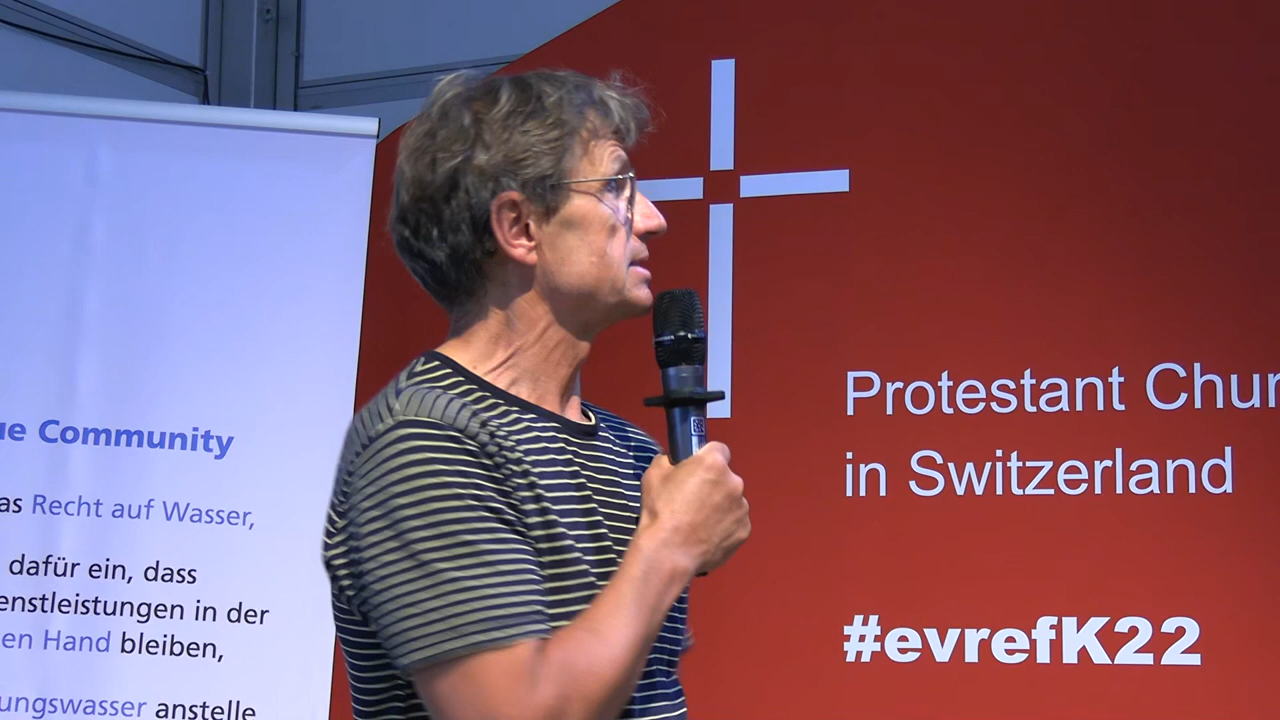 Community
as Recht auf Wasser,
dafür ein, dass
enstleistungen in der
en Hand bleiben,
ungswasser anstelle
Protestant Chur
in Switzerland
#evrefK22